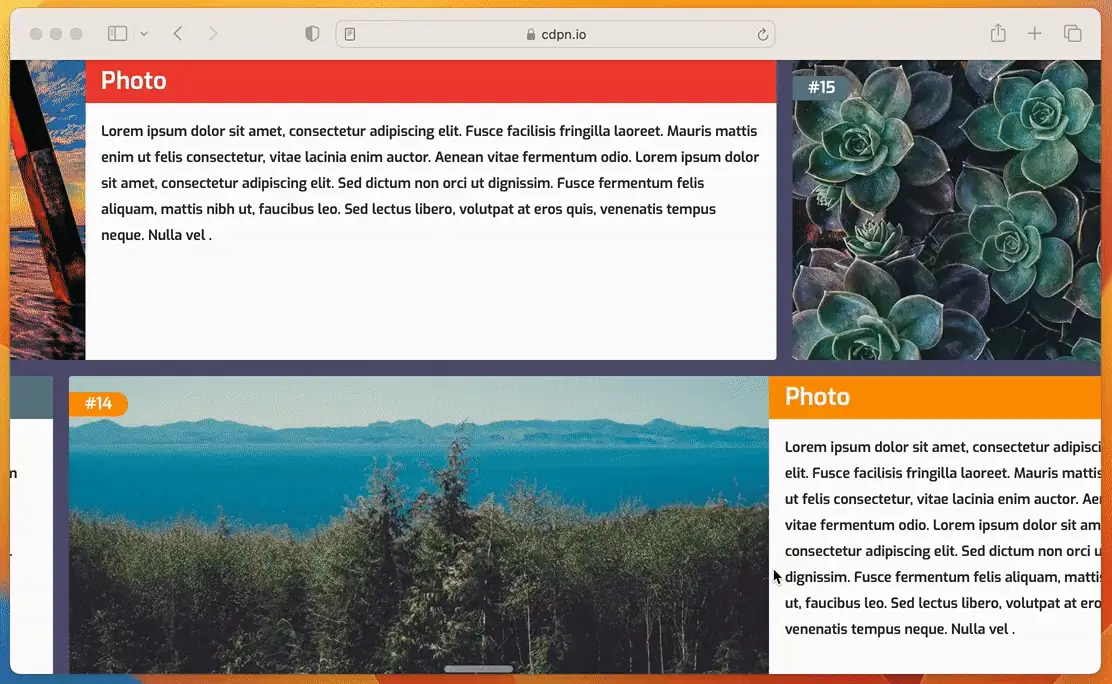 cdpn.io
Photo
Lorem ipsum dolor sit amet, consectetur adipiscing elit. Fusce facilisis fringilla laoreet. Mauris mattis
enim ut felis consectetur, vitae lacinia enim auctor. Aenean vitae fermentum odio. Lorem ipsum dolor
sit amet, consectetur adipiscing elit. Sed dictum non orci ut dignissim. Fusce fermentum felis
aliquam, mattis nibh ut, faucibus leo. Sed lectus libero, volutpat at eros quis, venenatis tempus
neque. Nulla vel .
#15
#14
Photo
Lorem ipsum dolor sit amet, consectetur adipisci
elit. Fusce facilisis fringilla laoreet. Mauris mattis
ut felis consectetur, vitae lacinia enim auctor. Ae
vitae fermentum odio. Lorem ipsum dolor sit am
consectetur adipiscing elit. Sed dictum non orci u
dignissim. Fusce fermentum felis aliquam, mattis
ut, faucibus leo. Sed lectus libero, volutpat at ero
venenatis tempus neque. Nulla vel .